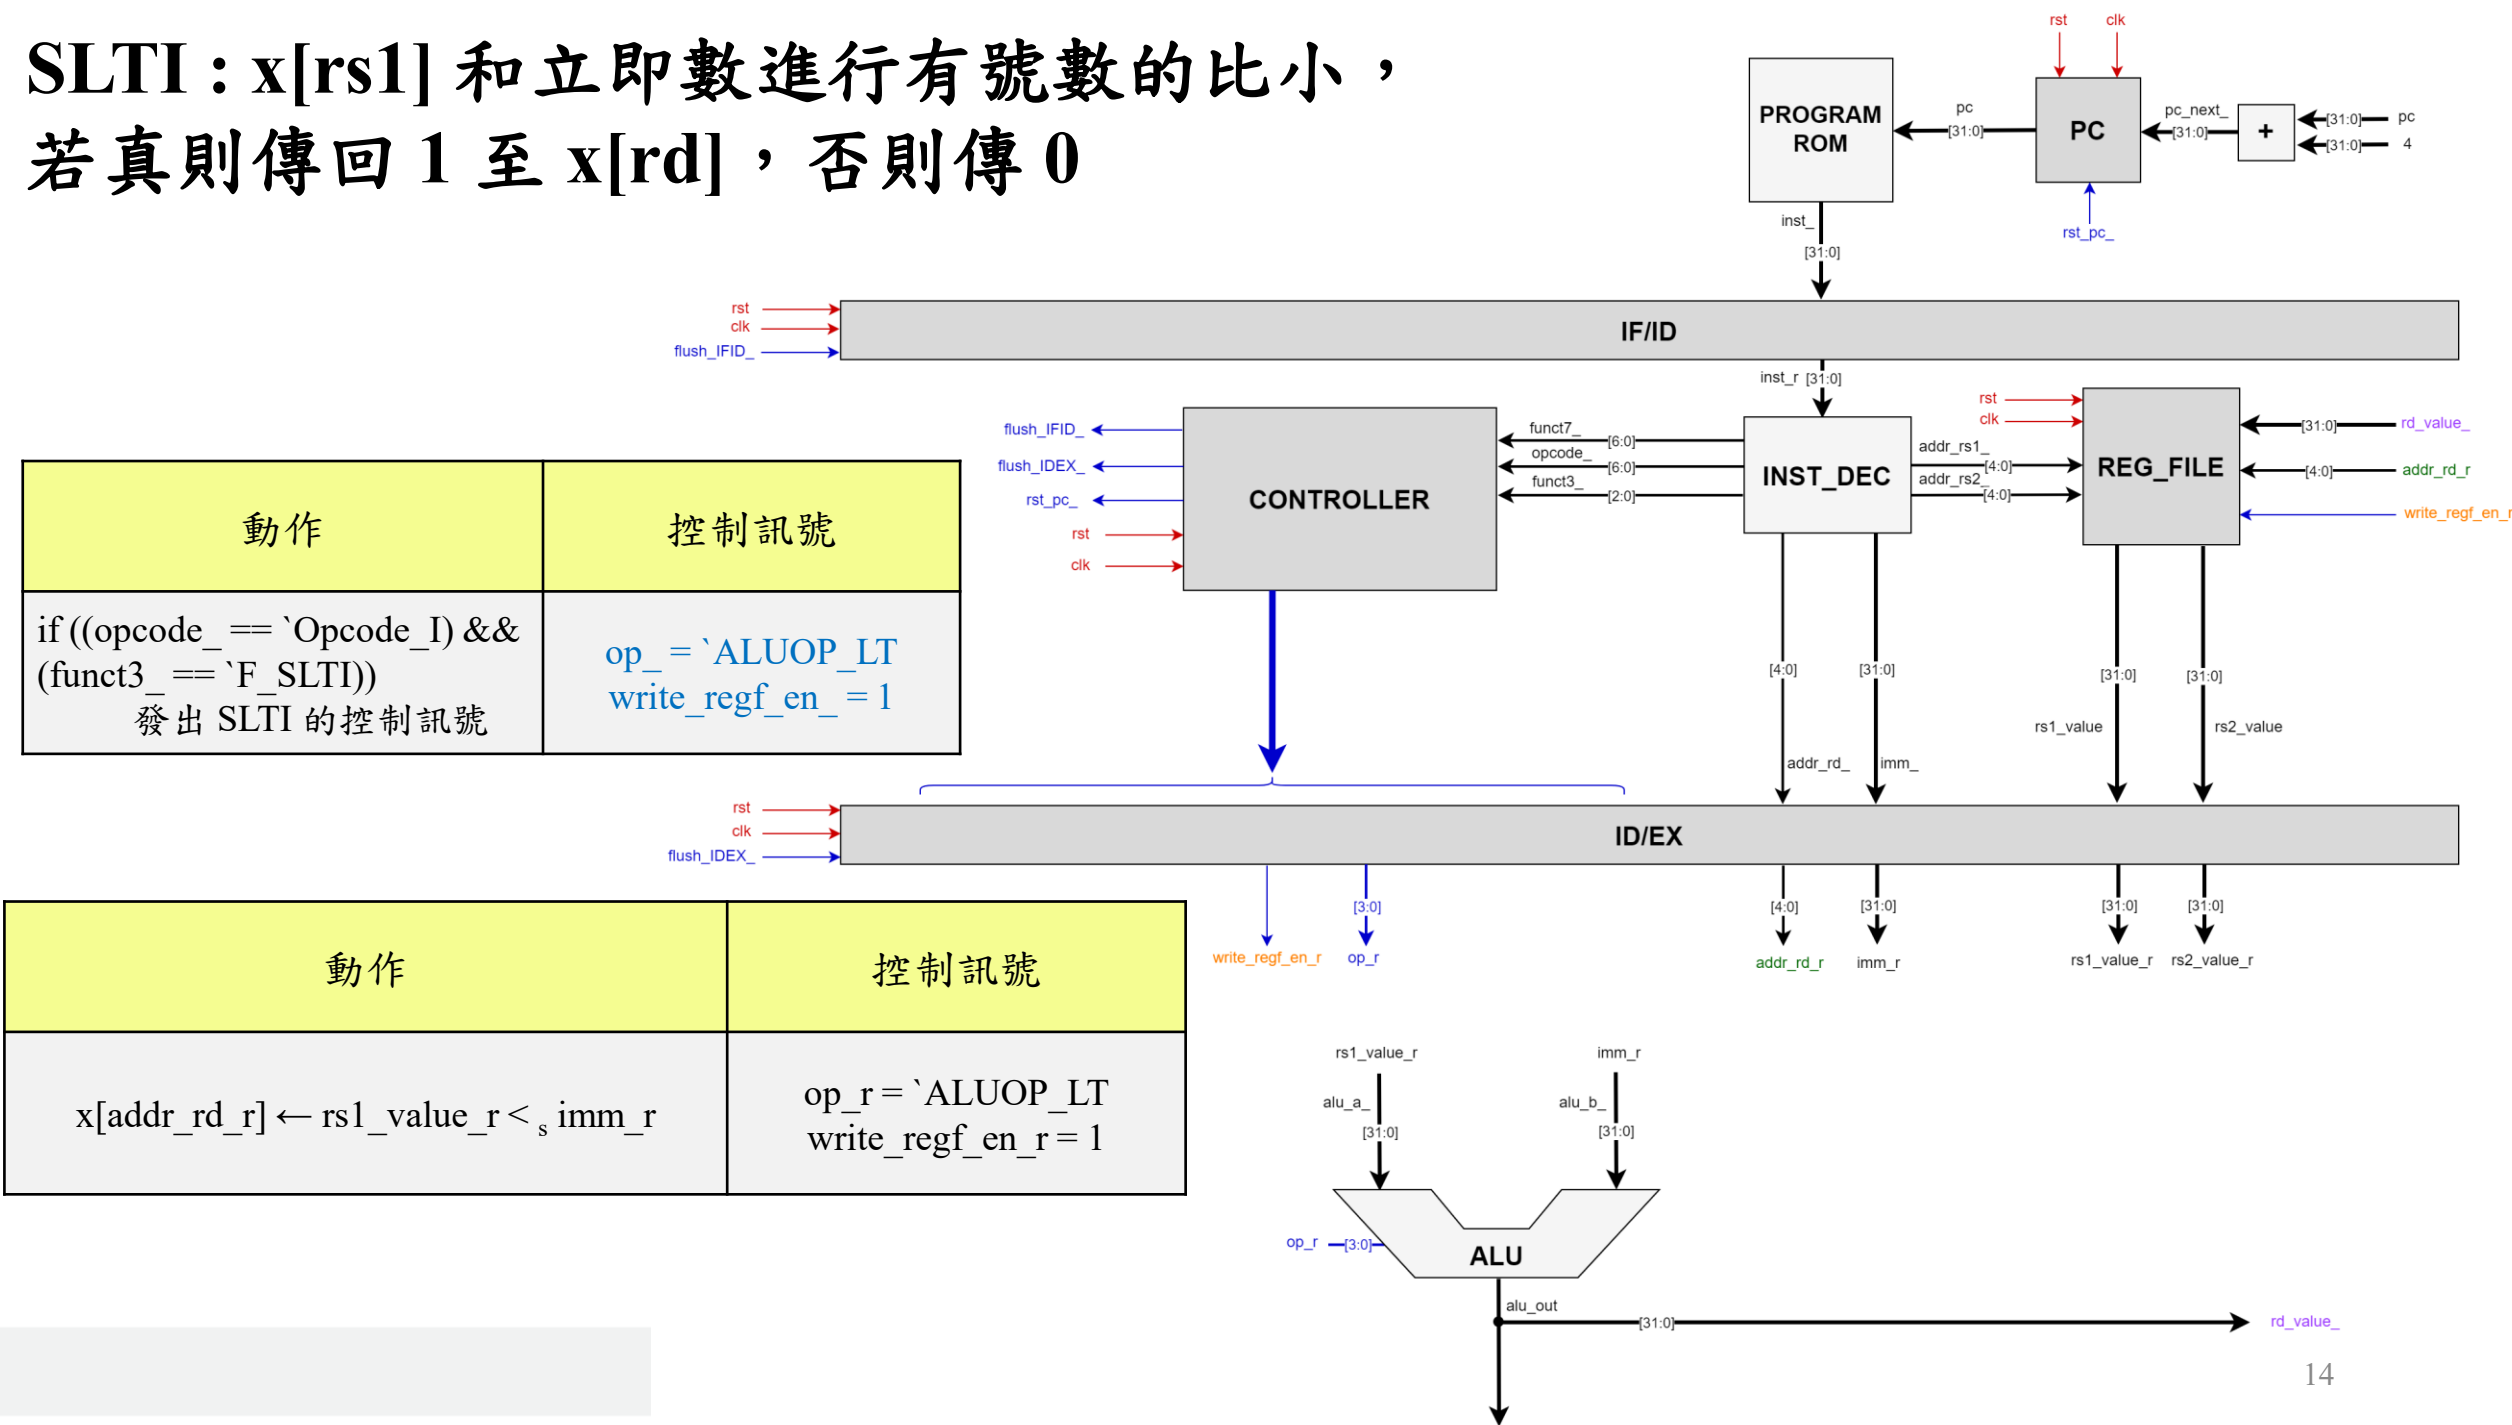 SLTI : x[rs1] 和立即數進行有號數的比小，
若真則傳回 1 至 x[rd]，否則傳 0
rst
clk
PROGRAM
ROM
pc
[31:0]
PC
pc_next_
[31:0]
+
[31:0]
pc
[31:0]
4
rst_pc_
inst_
[31:0]
rst
clk
flush_IFID_
IF/ID
inst_r
[31:0]
flush_IFID_
flush_IDEX_
rst_pc_
rst
clk
CONTROLLER
funct7_
[6:0]
opcode_
[6:0]
funct3_
[2:0]
INST_DEC
addr_rs1_
[4:0]
addr_rs2_
[4:0]
rst
clk
REG_FILE
[31:0]
rd_value_
[4:0]
addr_rd_r
write_regf_en_r
動作
控制訊號
if ((opcode_ == `Opcode_I) &&
(funct3_ == `F_SLTI))
發出 SLTI 的控制訊號
op_ = `ALUOP_LT
write_regf_en_ = 1
[4:0]
[31:0]
[31:0]
[31:0]
rs1_value
rs2_value
addr_rd_
imm_
rst
clk
flush_IDEX_
ID/EX
[3:0]
[4:0]
[31:0]
[31:0]
[31:0]
write_regf_en_r
op_r
addr_rd_r
imm_r
rs1_value_r
rs2_value_r
動作
控制訊號
x[addr_rd_r] ← rs1_value_r < s imm_r
op_r = `ALUOP_LT
write_regf_en_r = 1
rs1_value_r
imm_r
alu_a_
alu_b_
[31:0]
[31:0]
op_r
[3:0]
ALU
alu_out
[31:0]
rd_value_
14